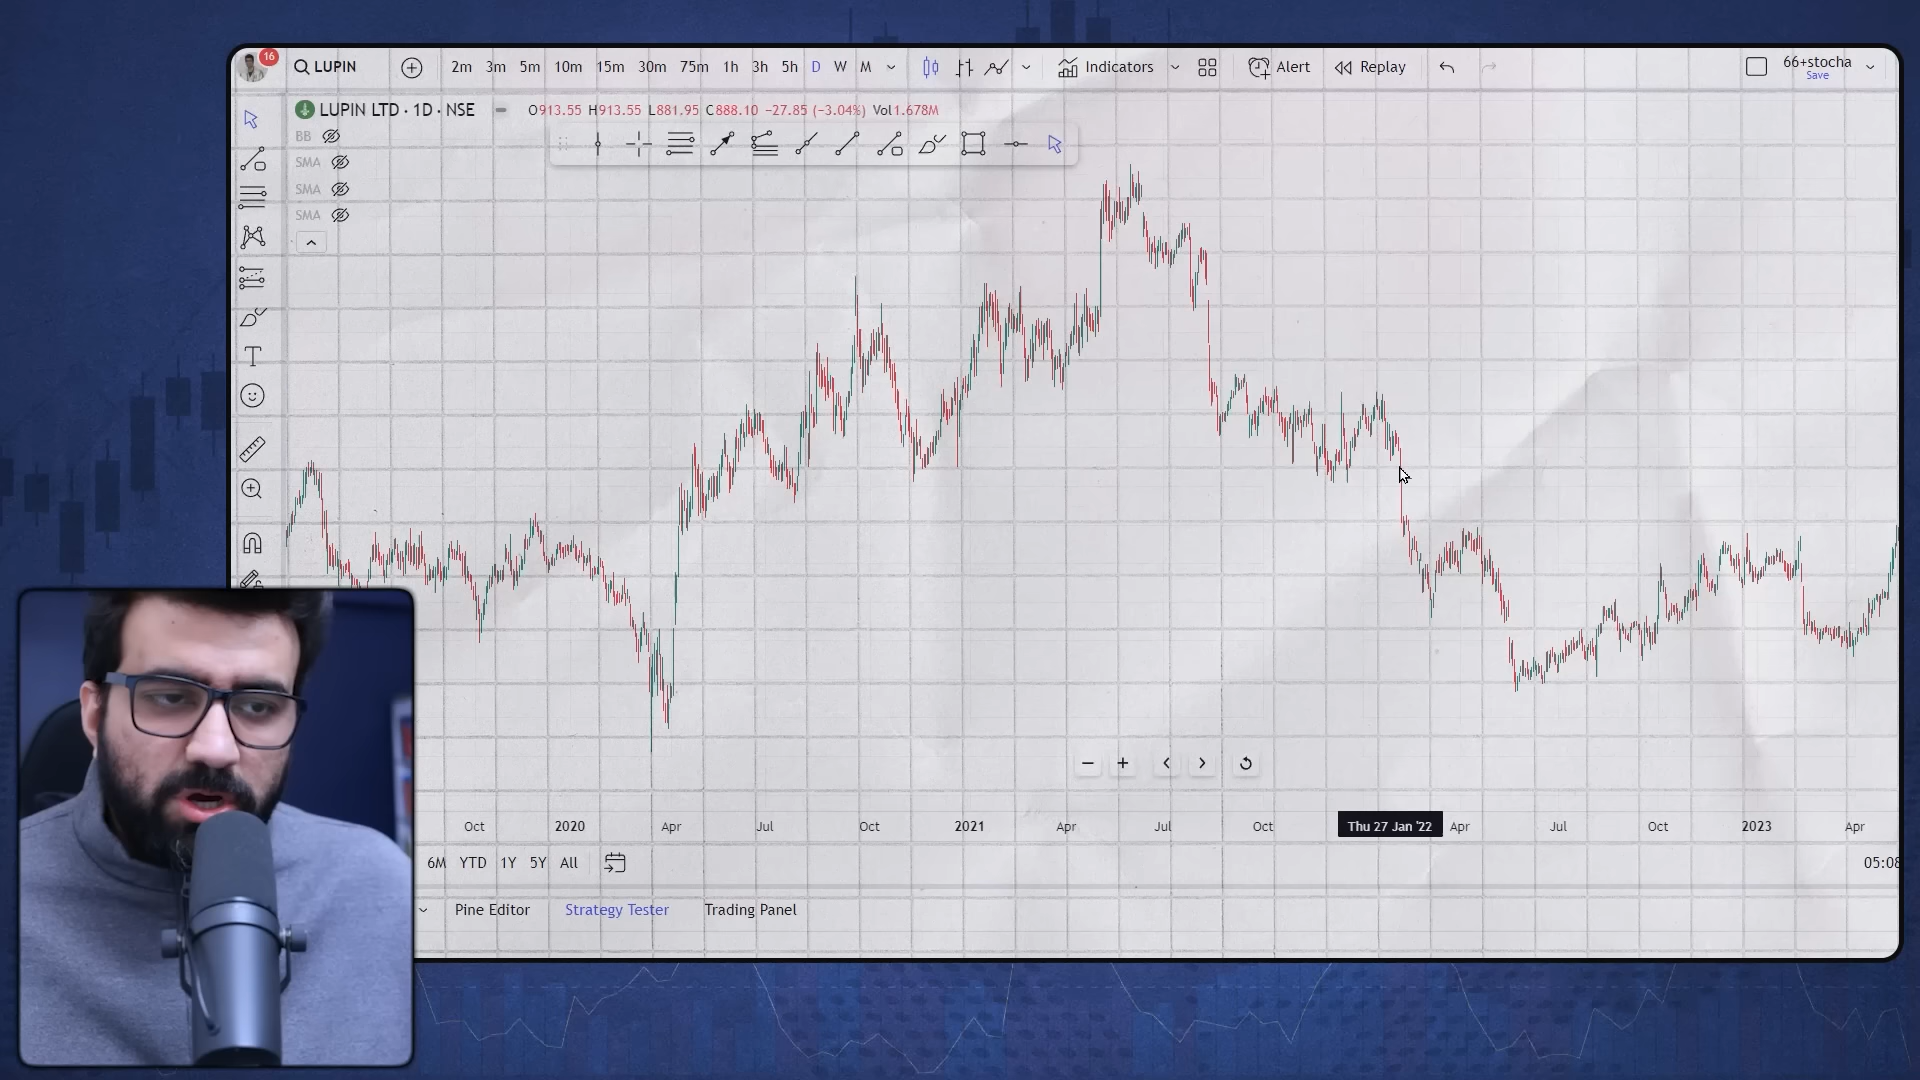 16
LUPIN
2m 3m 5m 10m 15m 30m 75m 1h 3h 5h D W M
Indicators
Alert
Replay
66+stocha
Save
LUPIN LTD · 1D · NSE
O913.55 H913.55 L881.95 C888.10 −27.85 (−3.04%) Vol1.678M
BB
SMA
SMA
SMA
Oct 2020 Apr Jul Oct 2021 Apr Jul Oct Thu 27 Jan '22 Apr Jul Oct 2023 Apr
6M YTD 1Y 5Y All
05:08
Pine Editor Strategy Tester Trading Panel